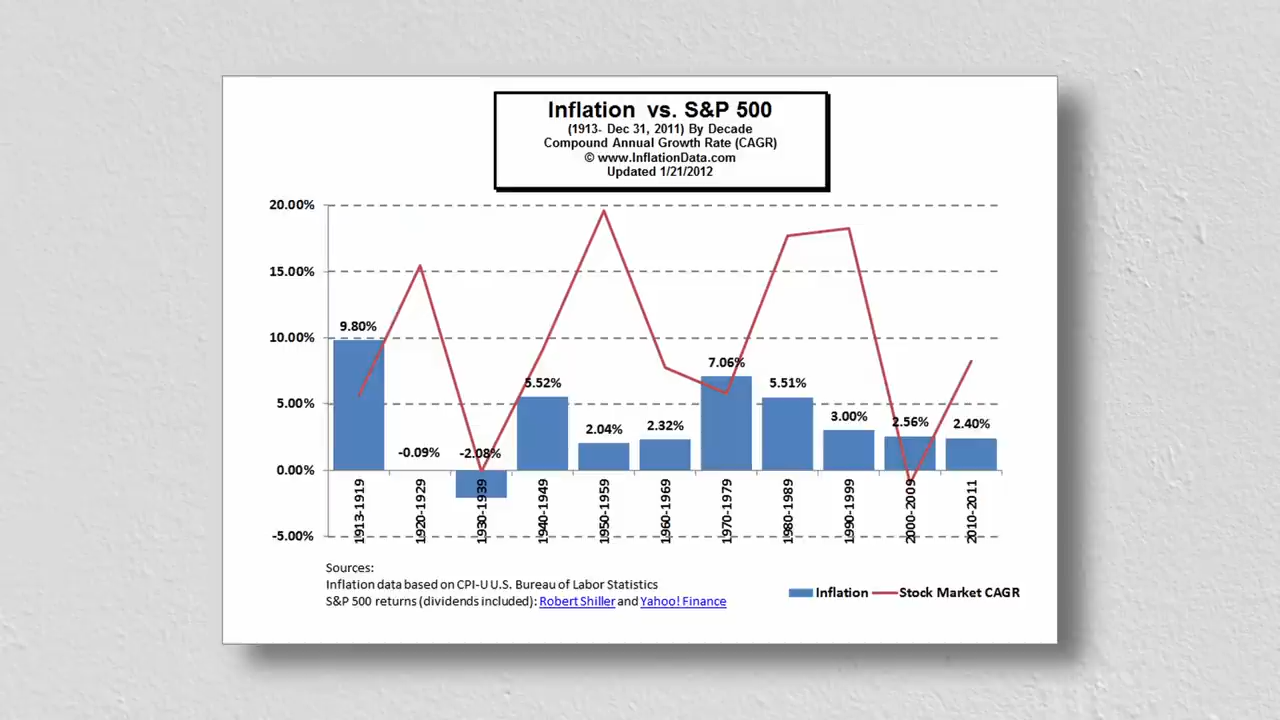 Inflation vs. S&P 500
(1913- Dec 31, 2011) By Decade
Compound Annual Growth Rate (CAGR)
© www.InflationData.com
Updated 1/21/2012
20.00%
15.00%
10.00%
5.00%
0.00%
-5.00%
9.80%
-0.09%
-2.08%
5.52%
2.04%
2.32%
7.06%
5.51%
3.00%
2.56%
2.40%
1913-1919
1920-1929
1930-1939
1940-1949
1950-1959
1960-1969
1970-1979
1980-1989
1990-1999
2000-2009
2010-2011
Sources:
Inflation data based on CPI-U U.S. Bureau of Labor Statistics
S&P 500 returns (dividends included): Robert Shiller and Yahoo! Finance
Inflation
Stock Market CAGR